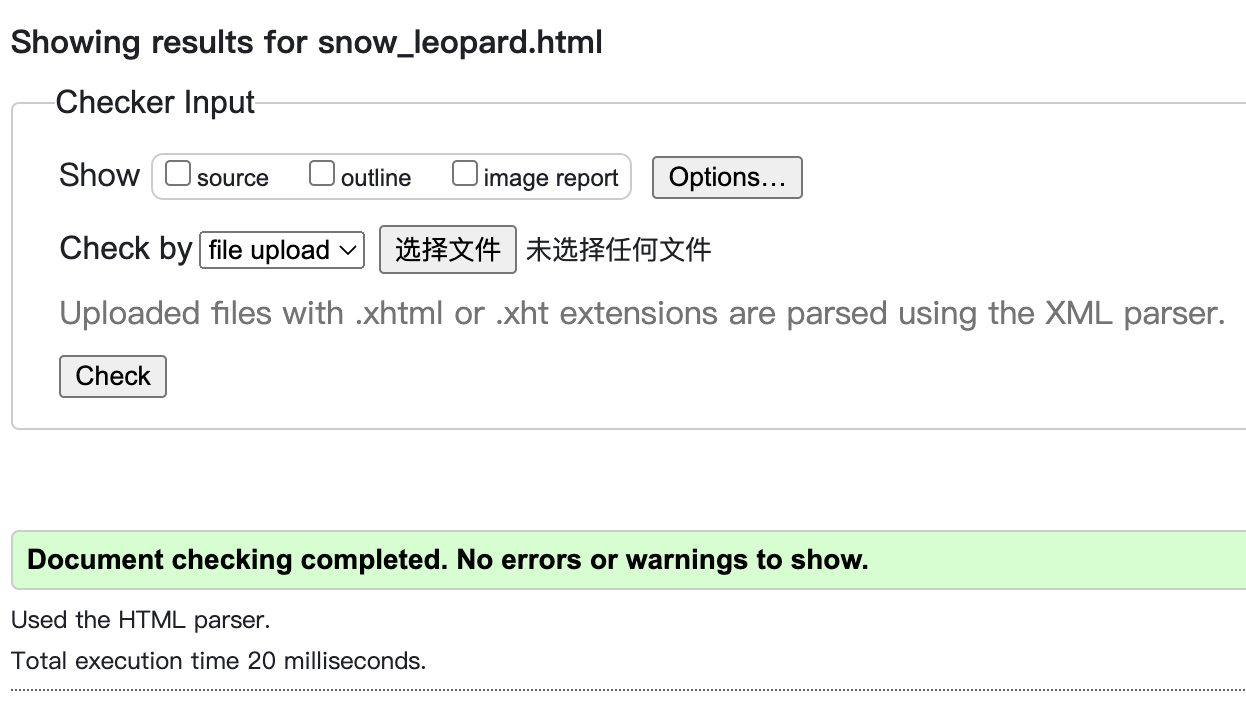 Showing results for snow_leopard.html
Checker Input
Show source outline image report Options...
Check by file upload 选择文件 未选择任何文件
Uploaded files with .xhtml or .xht extensions are parsed using the XML parser.
Check
Document checking completed. No errors or warnings to show.
Used the HTML parser.
Total execution time 20 milliseconds.